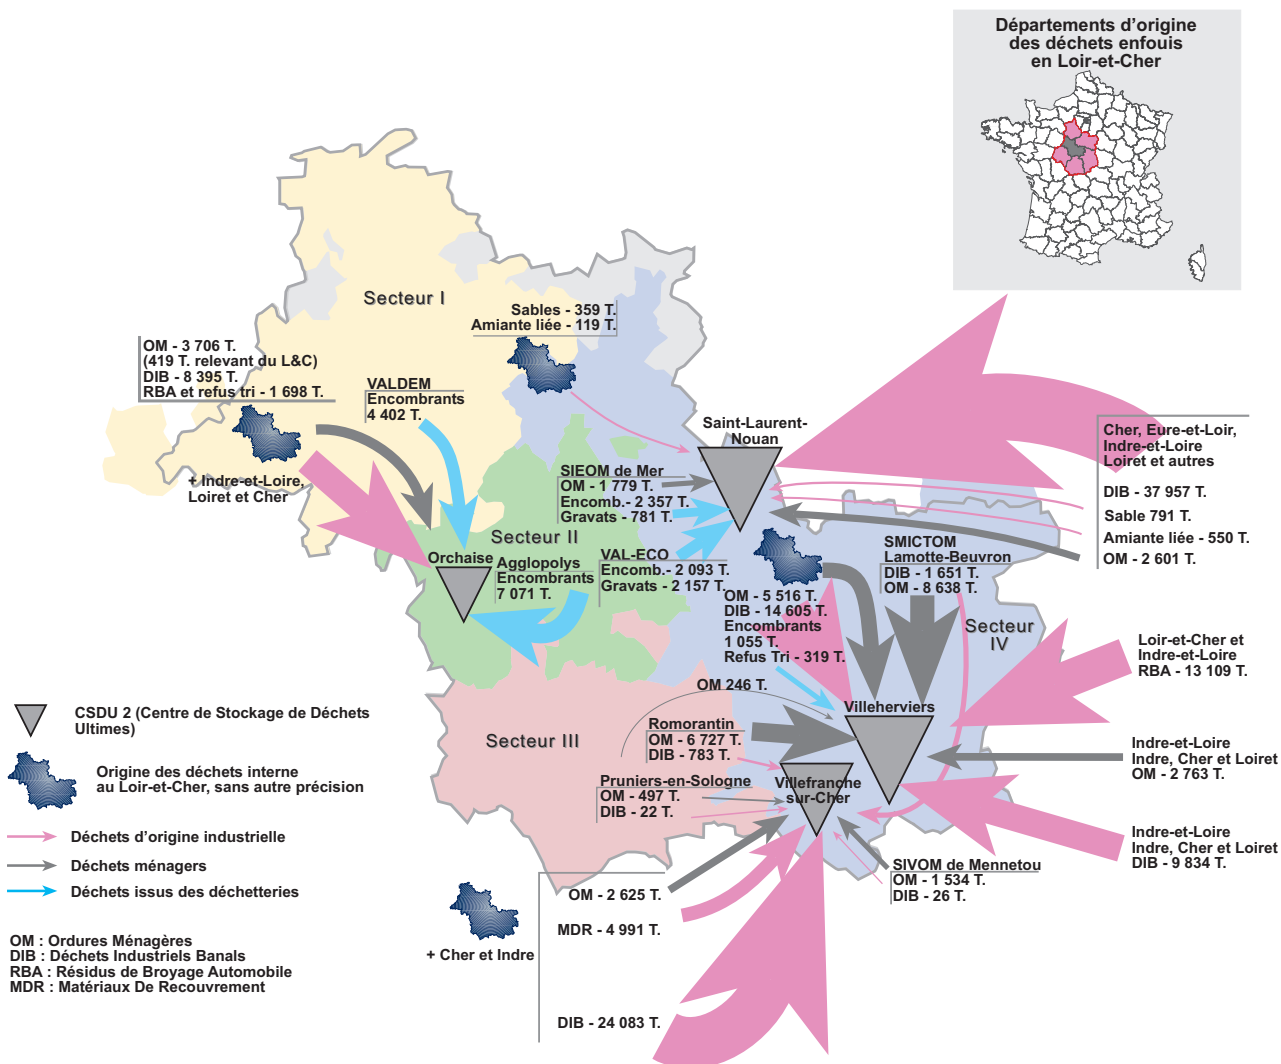 Départements d'origine
des déchets enfouis
en Loir-et-Cher
Secteur I
Sables - 359 T.
Amiante liée - 119 T.
OM - 3 706 T.
(419 T. relevant du L&C)
DIB - 8 395 T.
RBA et refus tri - 1 698 T.
+ Indre-et-Loire,
Loiret et Cher
VALDEM
Encombrants
4 402 T.
Saint-Laurent-
Nouan
Cher, Eure-et-Loir,
Indre-et-Loire
Loiret et autres
DIB - 37 957 T.
Sable 791 T.
Amiante liée - 550 T.
OM - 2 601 T.
SIEOM de Mer
OM - 1 779 T.
Encomb.- 2 357 T.
Gravats - 781 T.
Secteur II
Orchaise
Agglopolys
Encombrants
7 071 T.
VAL-ECO
Encomb.- 2 093 T.
Gravats - 2 157 T.
SMICTOM
Lamotte-Beuvron
DIB - 1 651 T.
OM - 8 638 T.
OM - 5 516 T.
DIB - 14 605 T.
Encombrants
1 055 T.
Refus Tri - 319 T.
Secteur
IV
Loir-et-Cher et
Indre-et-Loire
RBA - 13 109 T.
OM 246 T.
Villeherviers
Romorantin
OM - 6 727 T.
DIB - 783 T.
Secteur III
Indre-et-Loire
Indre, Cher et Loiret
OM - 2 763 T.
Pruniers-en-Sologne
OM - 497 T.
DIB - 22 T.
Villefranche
sur-Cher
Indre-et-Loire
Indre, Cher et Loiret
DIB - 9 834 T.
SIVOM de Mennetou
OM - 1 534 T.
DIB - 26 T.
OM - 2 625 T.
MDR - 4 991 T.
DIB - 24 083 T.
+ Cher et Indre
CSDU 2 (Centre de Stockage de Déchets
Ultimes)
Origine des déchets interne
au Loir-et-Cher, sans autre précision
Déchets d'origine industrielle
Déchets ménagers
Déchets issus des déchetteries
OM : Ordures Ménagères
DIB : Déchets Industriels Banals
RBA : Résidus de Broyage Automobile
MDR : Matériaux De Recouvrement